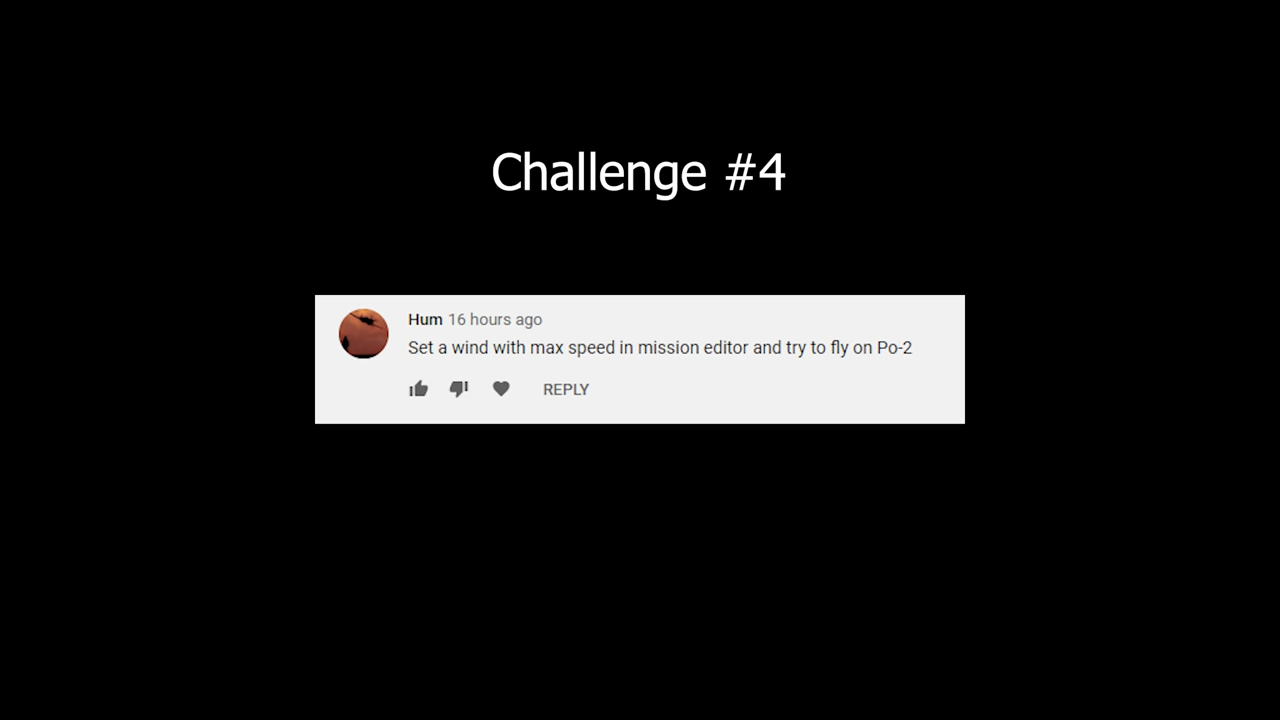 Challenge #4
Hum 16 hours ago
Set a wind with max speed in mission editor and try to fly on Po-2
REPLY